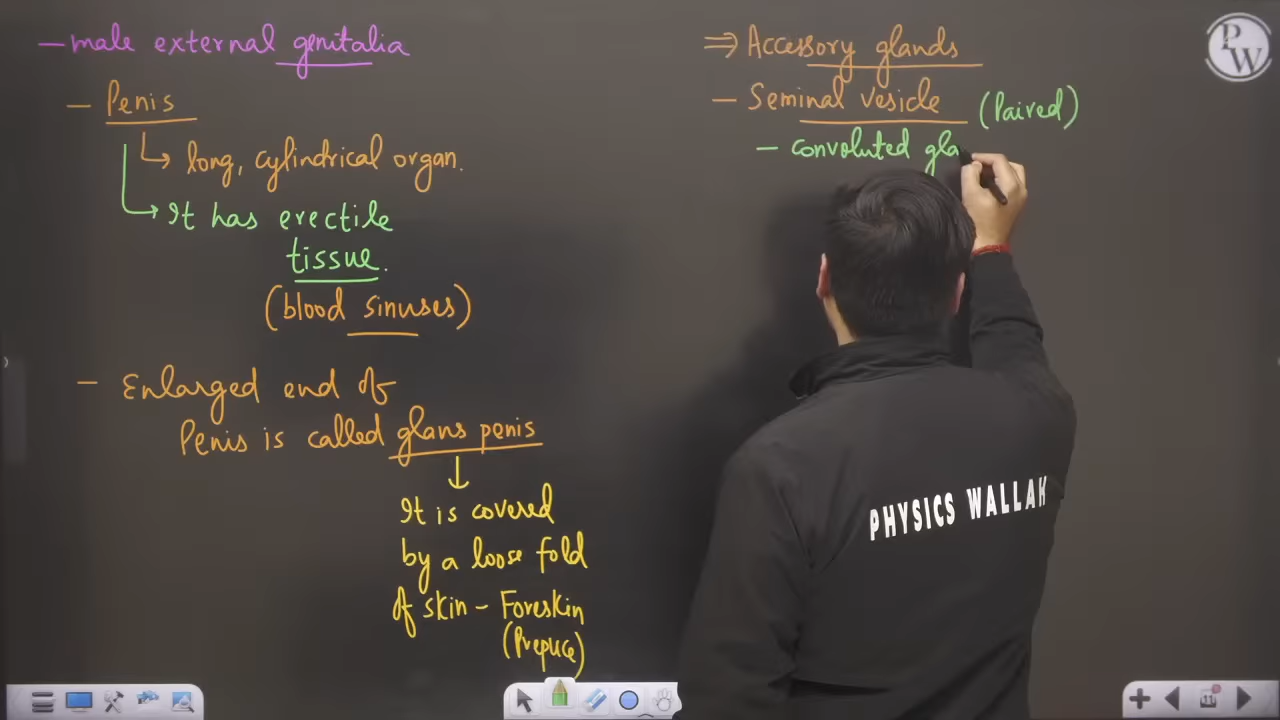 – male external genitalia
– Penis
↳ long, cylindrical organ.
↳ It has erectile
tissue.
(blood sinuses)
– Enlarged end of
Penis is called glans penis
↓
It is covered
by a loose fold
of skin – Foreskin
(Prepuce)
⇒ Accessory glands
– Seminal vesicle (Paired)
– convoluted gla
PW
PHYSICS WALLAH
11